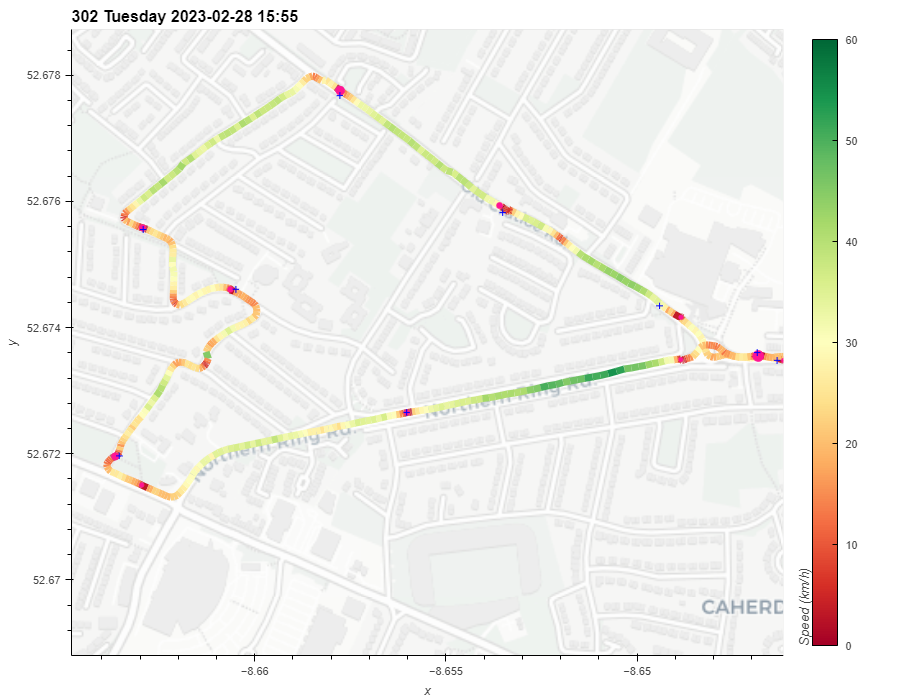 302 Tuesday 2023-02-28 15:55
52.678
52.676
52.674
52.672
52.67
y
−8.66
−8.655
−8.65
x
Northern Ring Rd.
Northern Ring Rd.
CAHERD
60
50
40
30
20
10
0
Speed (km/h)